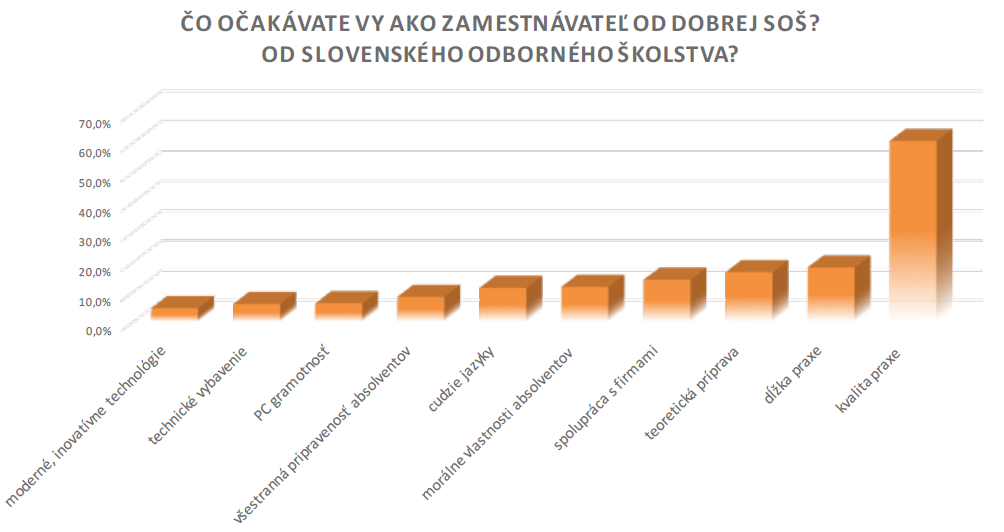 ČO OČAKÁVATE VY AKO ZAMESTNÁVATEĽ OD DOBREJ SOŠ?
OD SLOVENSKÉHO ODBORNÉHO ŠKOLSTVA?
70,0%
60,0%
50,0%
40,0%
30,0%
20,0%
10,0%
0,0%
moderné, inovatívne technológie
technické vybavenie
PC gramotnosť
všestranná pripravenosť absolventov
cudzie jazyky
morálne vlastnosti absolventov
spolupráca s firmami
teoretická príprava
dĺžka praxe
kvalita praxe